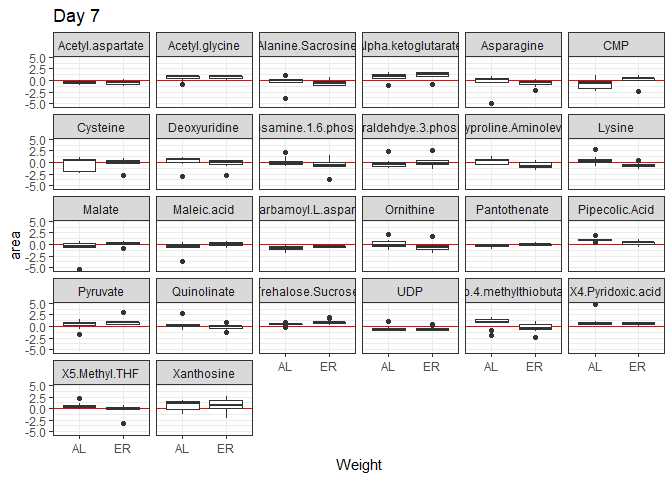 Day 7
Acetyl.aspartate Acetyl.glycine Alanine.Sacrosine lpha.ketoglutarate Asparagine CMP
5.0
2.5
0.0
-2.5
-5.0
Cysteine Deoxyuridine samine.1.6.phos raldehdye.3.phos yproline.Aminolev Lysine
5.0
2.5
0.0
-2.5
-5.0
Malate Maleic.acid arbamoyl.L.aspar Ornithine Pantothenate Pipecolic.Acid
5.0
2.5
0.0
-2.5
-5.0
Pyruvate Quinolinate Trehalose.Sucrose UDP o.4.methylthiobuta X4.Pyridoxic.acid
5.0
2.5
0.0
-2.5
-5.0
AL ER AL ER AL ER AL ER
X5.Methyl.THF Xanthosine
5.0
2.5
0.0
-2.5
-5.0
AL ER AL ER
area
Weight